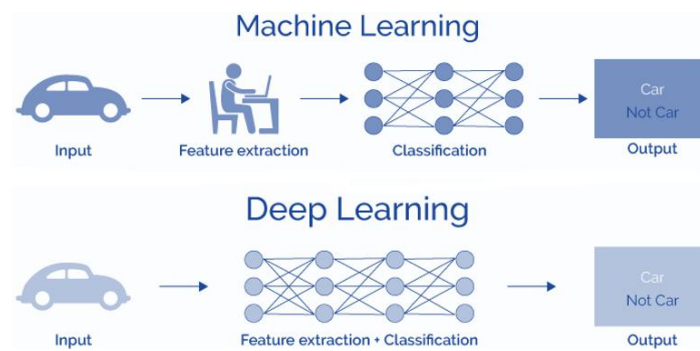 Machine Learning
Car
Not Car
Input
Feature extraction
Classification
Output
Deep Learning
Car
Not Car
Input
Feature extraction + Classification
Output